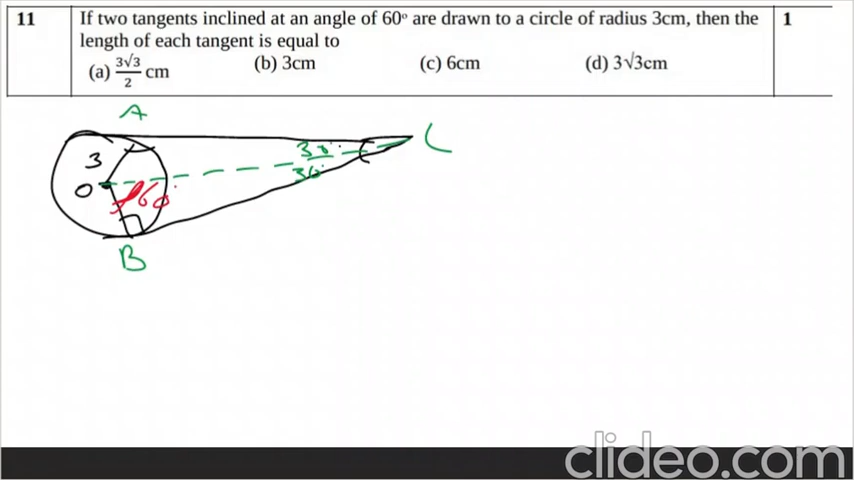 11 If two tangents inclined at an angle of 60° are drawn to a circle of radius 3cm, then the 1
length of each tangent is equal to
(a) 3√3/2 cm (b) 3cm (c) 6cm (d) 3√3cm
A
C
3
30°
30°
O
60°
B
clideo.com